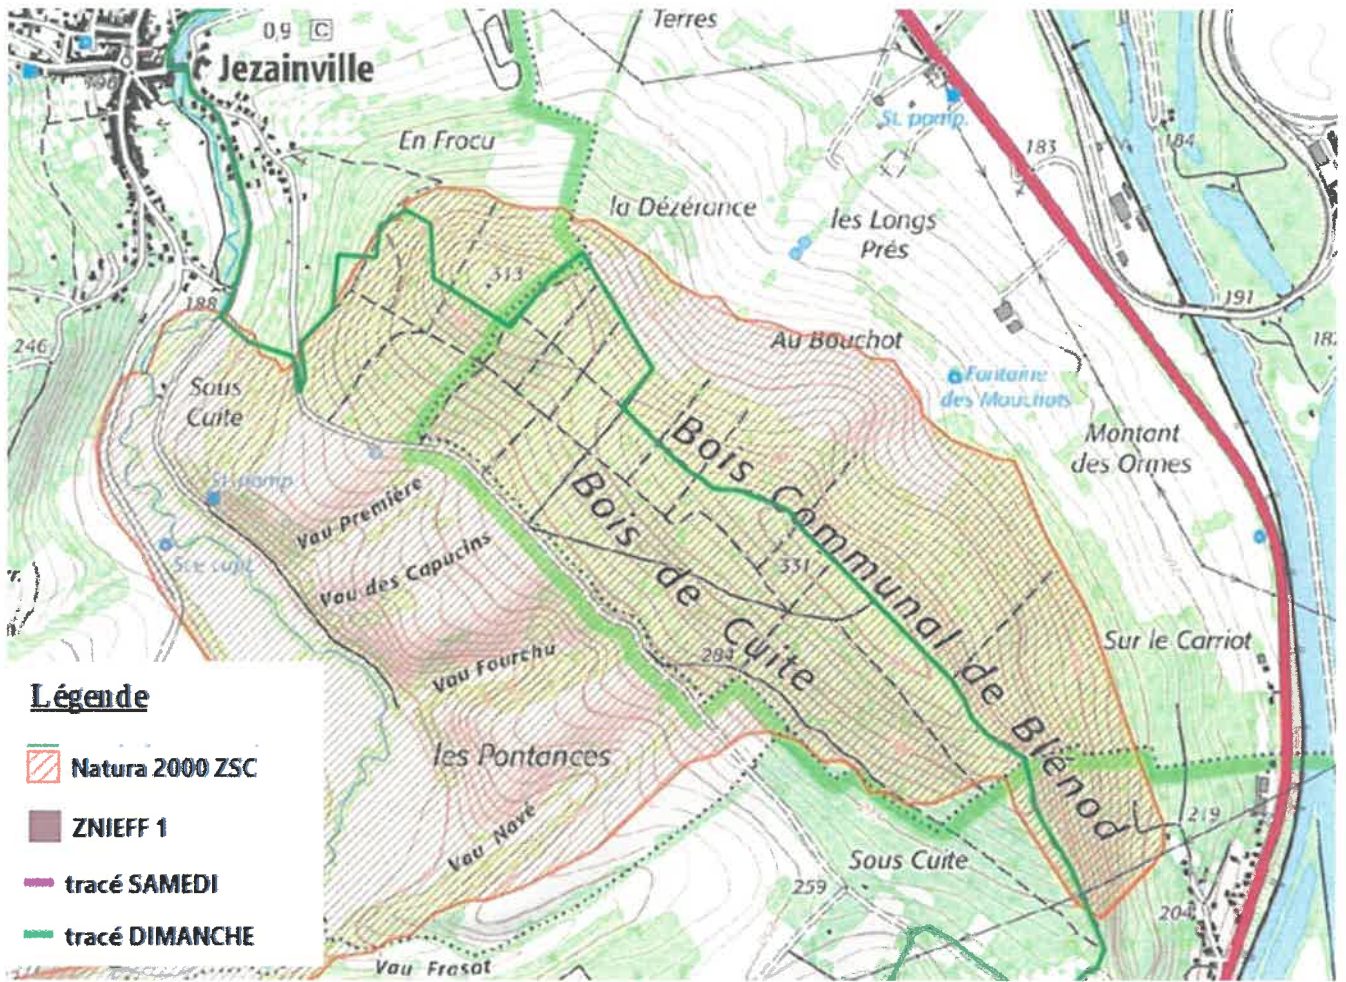 Terres
0,9 C
Jezainville
En Frocu
St. pomp.
183
184
la Dézérance
les Longs
Prés
313
188
191
246
Au Bouchot
182
Sous
Cuite
Fontaine
des Mouchots
Montant
des Ormes
Bois Communal de Blénod
Bois de Cuite
St. pomp.
Vau Première
Vau des Capucins
331
Vau Fourchu
284
Sur le Carriot
les Pontances
219
Vau Navé
Sous Cuite
259
204
Vau Frasot
Légende
Natura 2000 ZSC
ZNIEFF 1
tracé SAMEDI
tracé DIMANCHE